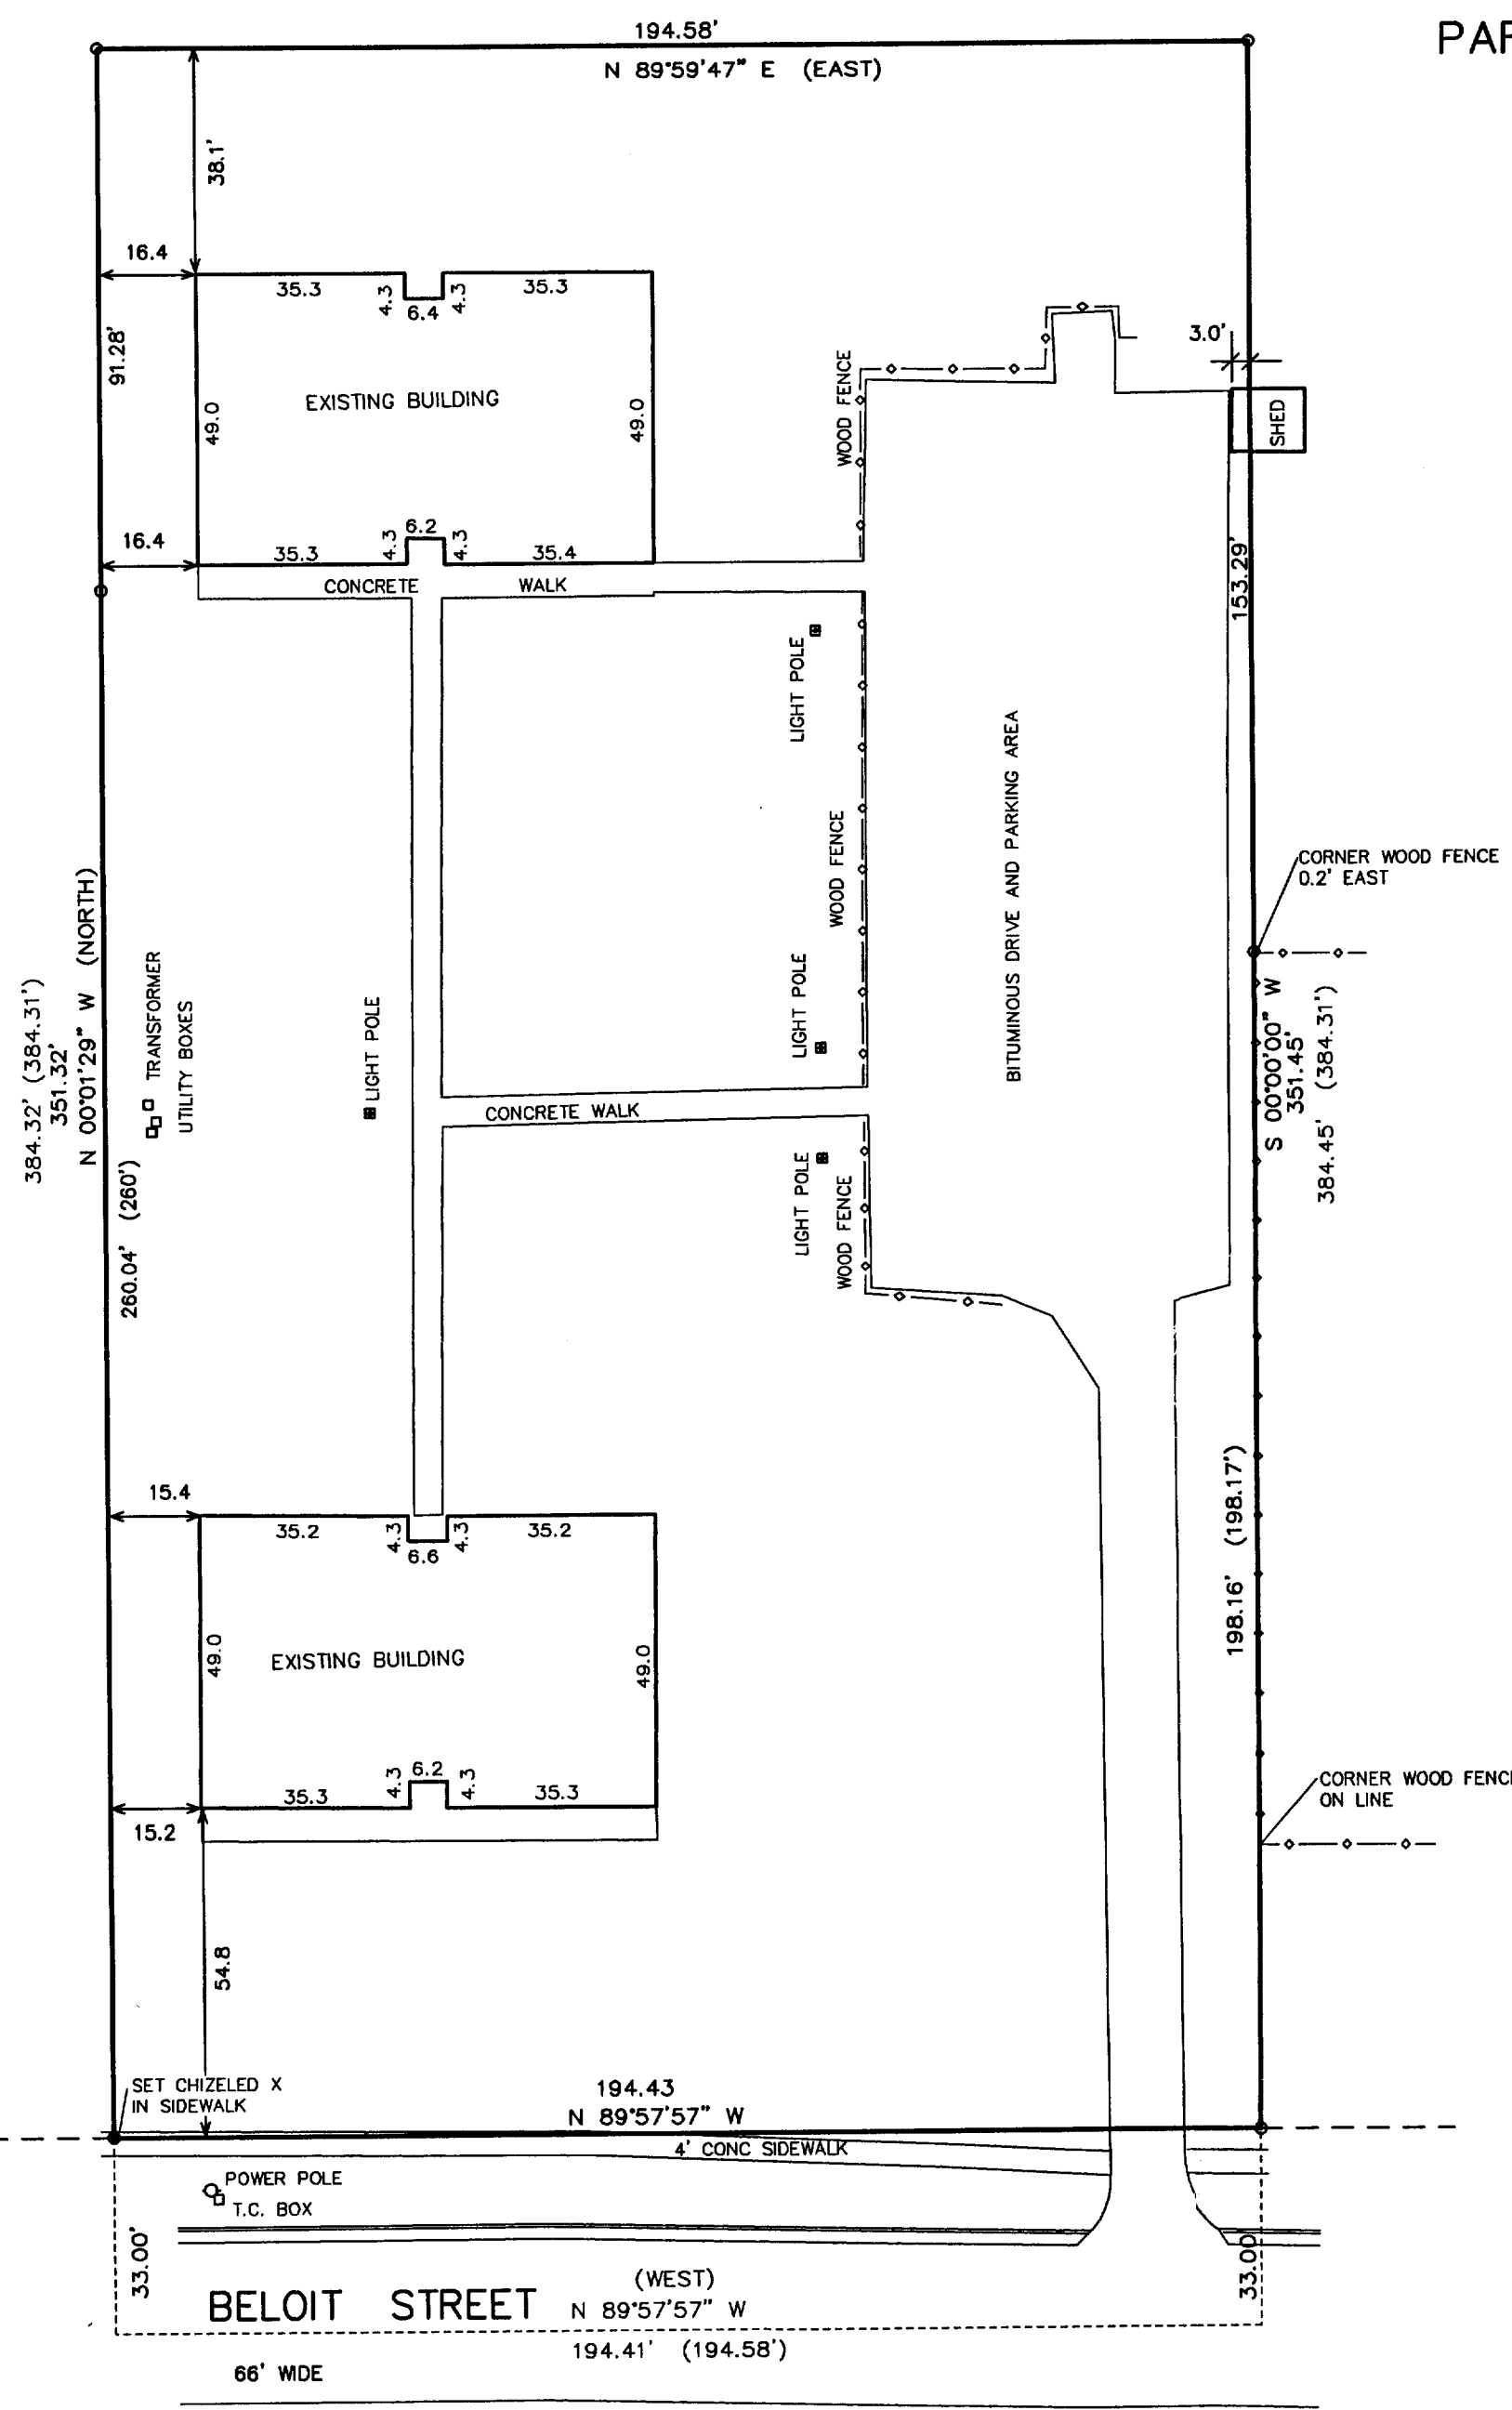 194.58'
N 89°59'47" E (EAST)
38.1'
16.4
35.3
4.3
6.4
4.3
35.3
91.28'
EXISTING BUILDING
49.0
49.0
WOOD FENCE
3.0'
SHED
16.4
35.3
4.3
6.2
4.3
35.4
CONCRETE WALK
153.29'
LIGHT POLE
BITUMINOUS DRIVE AND PARKING AREA
WOOD FENCE
CORNER WOOD FENCE
0.2' EAST
384.32' (384.31')
351.32'
N 00°01'29" W (NORTH)
TRANSFORMER
UTILITY BOXES
LIGHT POLE
LIGHT POLE
S 00°00'00" W
351.45'
384.45' (384.31')
CONCRETE WALK
260.04' (260')
LIGHT POLE
WOOD FENCE
15.4
35.2
4.3
6.6
4.3
35.2
198.16' (198.17')
49.0
EXISTING BUILDING
49.0
35.3
4.3
6.2
4.3
35.3
15.2
CORNER WOOD FENCE
ON LINE
54.8
SET CHIZELED X
IN SIDEWALK
194.43
N 89°57'57" W
4' CONC SIDEWALK
POWER POLE
T.C. BOX
33.00'
33.00'
BELOIT STREET
(WEST)
N 89°57'57" W
194.41' (194.58')
66' WIDE